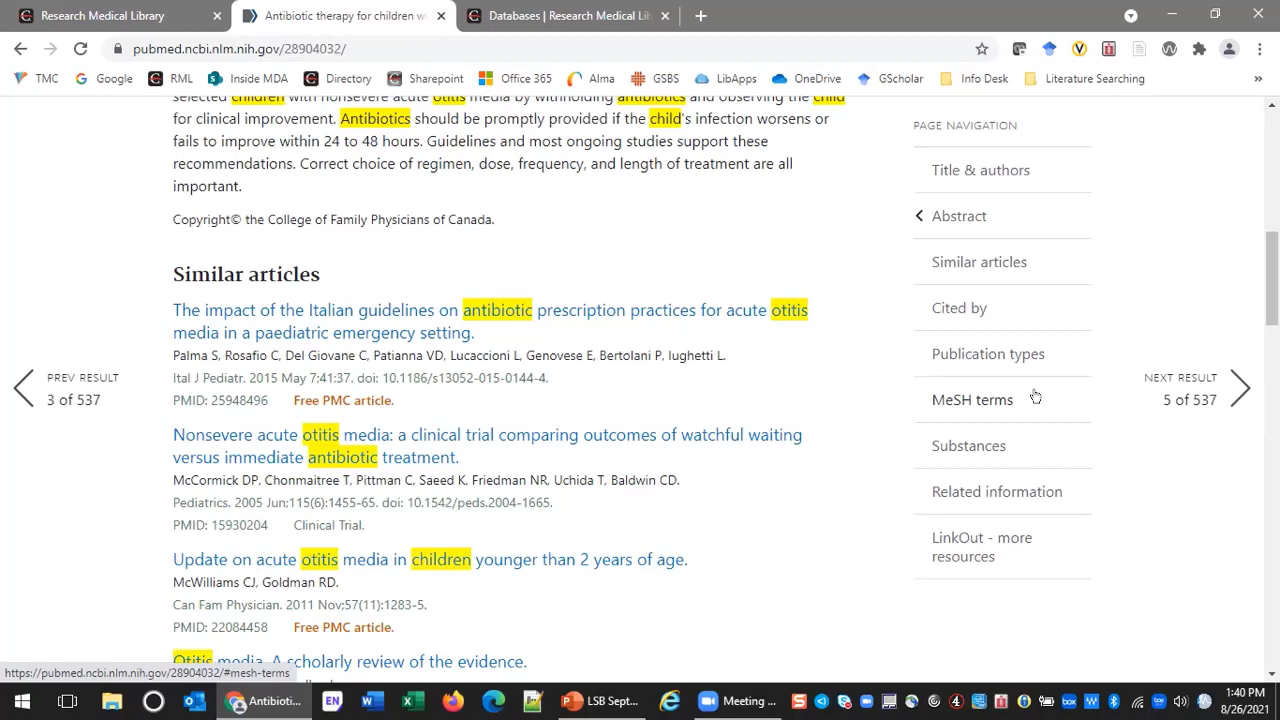 Research Medical Library
Antibiotic therapy for children w
Databases | Research Medical Lib
pubmed.ncbi.nlm.nih.gov/28904032/
TMC
Google
RML
Inside MDA
Directory
Sharepoint
Office 365
Alma
GSBS
LibApps
OneDrive
GScholar
Info Desk
Literature Searching
selected children with nonsevere acute otitis media by withholding antibiotics and observing the child
for clinical improvement. Antibiotics should be promptly provided if the child's infection worsens or
fails to improve within 24 to 48 hours. Guidelines and most ongoing studies support these
recommendations. Correct choice of regimen, dose, frequency, and length of treatment are all
important.
Copyright© the College of Family Physicians of Canada.
Similar articles
The impact of the Italian guidelines on antibiotic prescription practices for acute otitis
media in a paediatric emergency setting.
Palma S, Rosafio C, Del Giovane C, Patianna VD, Lucaccioni L, Genovese E, Bertolani P, Iughetti L.
Ital J Pediatr. 2015 May 7;41:37. doi: 10.1186/s13052-015-0144-4.
PMID: 25948496 Free PMC article.
Nonsevere acute otitis media: a clinical trial comparing outcomes of watchful waiting
versus immediate antibiotic treatment.
McCormick DP, Chonmaitree T, Pittman C, Saeed K, Friedman NR, Uchida T, Baldwin CD.
Pediatrics. 2005 Jun;115(6):1455-65. doi: 10.1542/peds.2004-1665.
PMID: 15930204 Clinical Trial.
Update on acute otitis media in children younger than 2 years of age.
McWilliams CJ, Goldman RD.
Can Fam Physician. 2011 Nov;57(11):1283-5.
PMID: 22084458 Free PMC article.
Otitis media. A scholarly review of the evidence.
PREV RESULT
3 of 537
PAGE NAVIGATION
Title & authors
Abstract
Similar articles
Cited by
Publication types
MeSH terms
Substances
Related information
LinkOut - more
resources
NEXT RESULT
5 of 537
https://pubmed.ncbi.nlm.nih.gov/28904032/#mesh-terms
Antibioti...
EN
LSB Sept...
Meeting ...
1:40 PM
8/26/2021